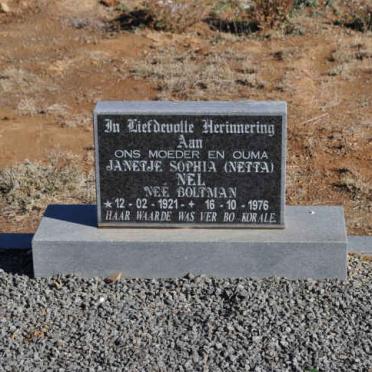 In Liefdevolle Herinnering
Aan
ONS MOEDER EN OUMA
JANETJE SOPHIA (NETTA)
NEL
NEE BOLTMAN
★ 12 - 02 - 1921 - + 16 - 10 - 1976
HAAR WAARDE WAS VER BO KORALE.